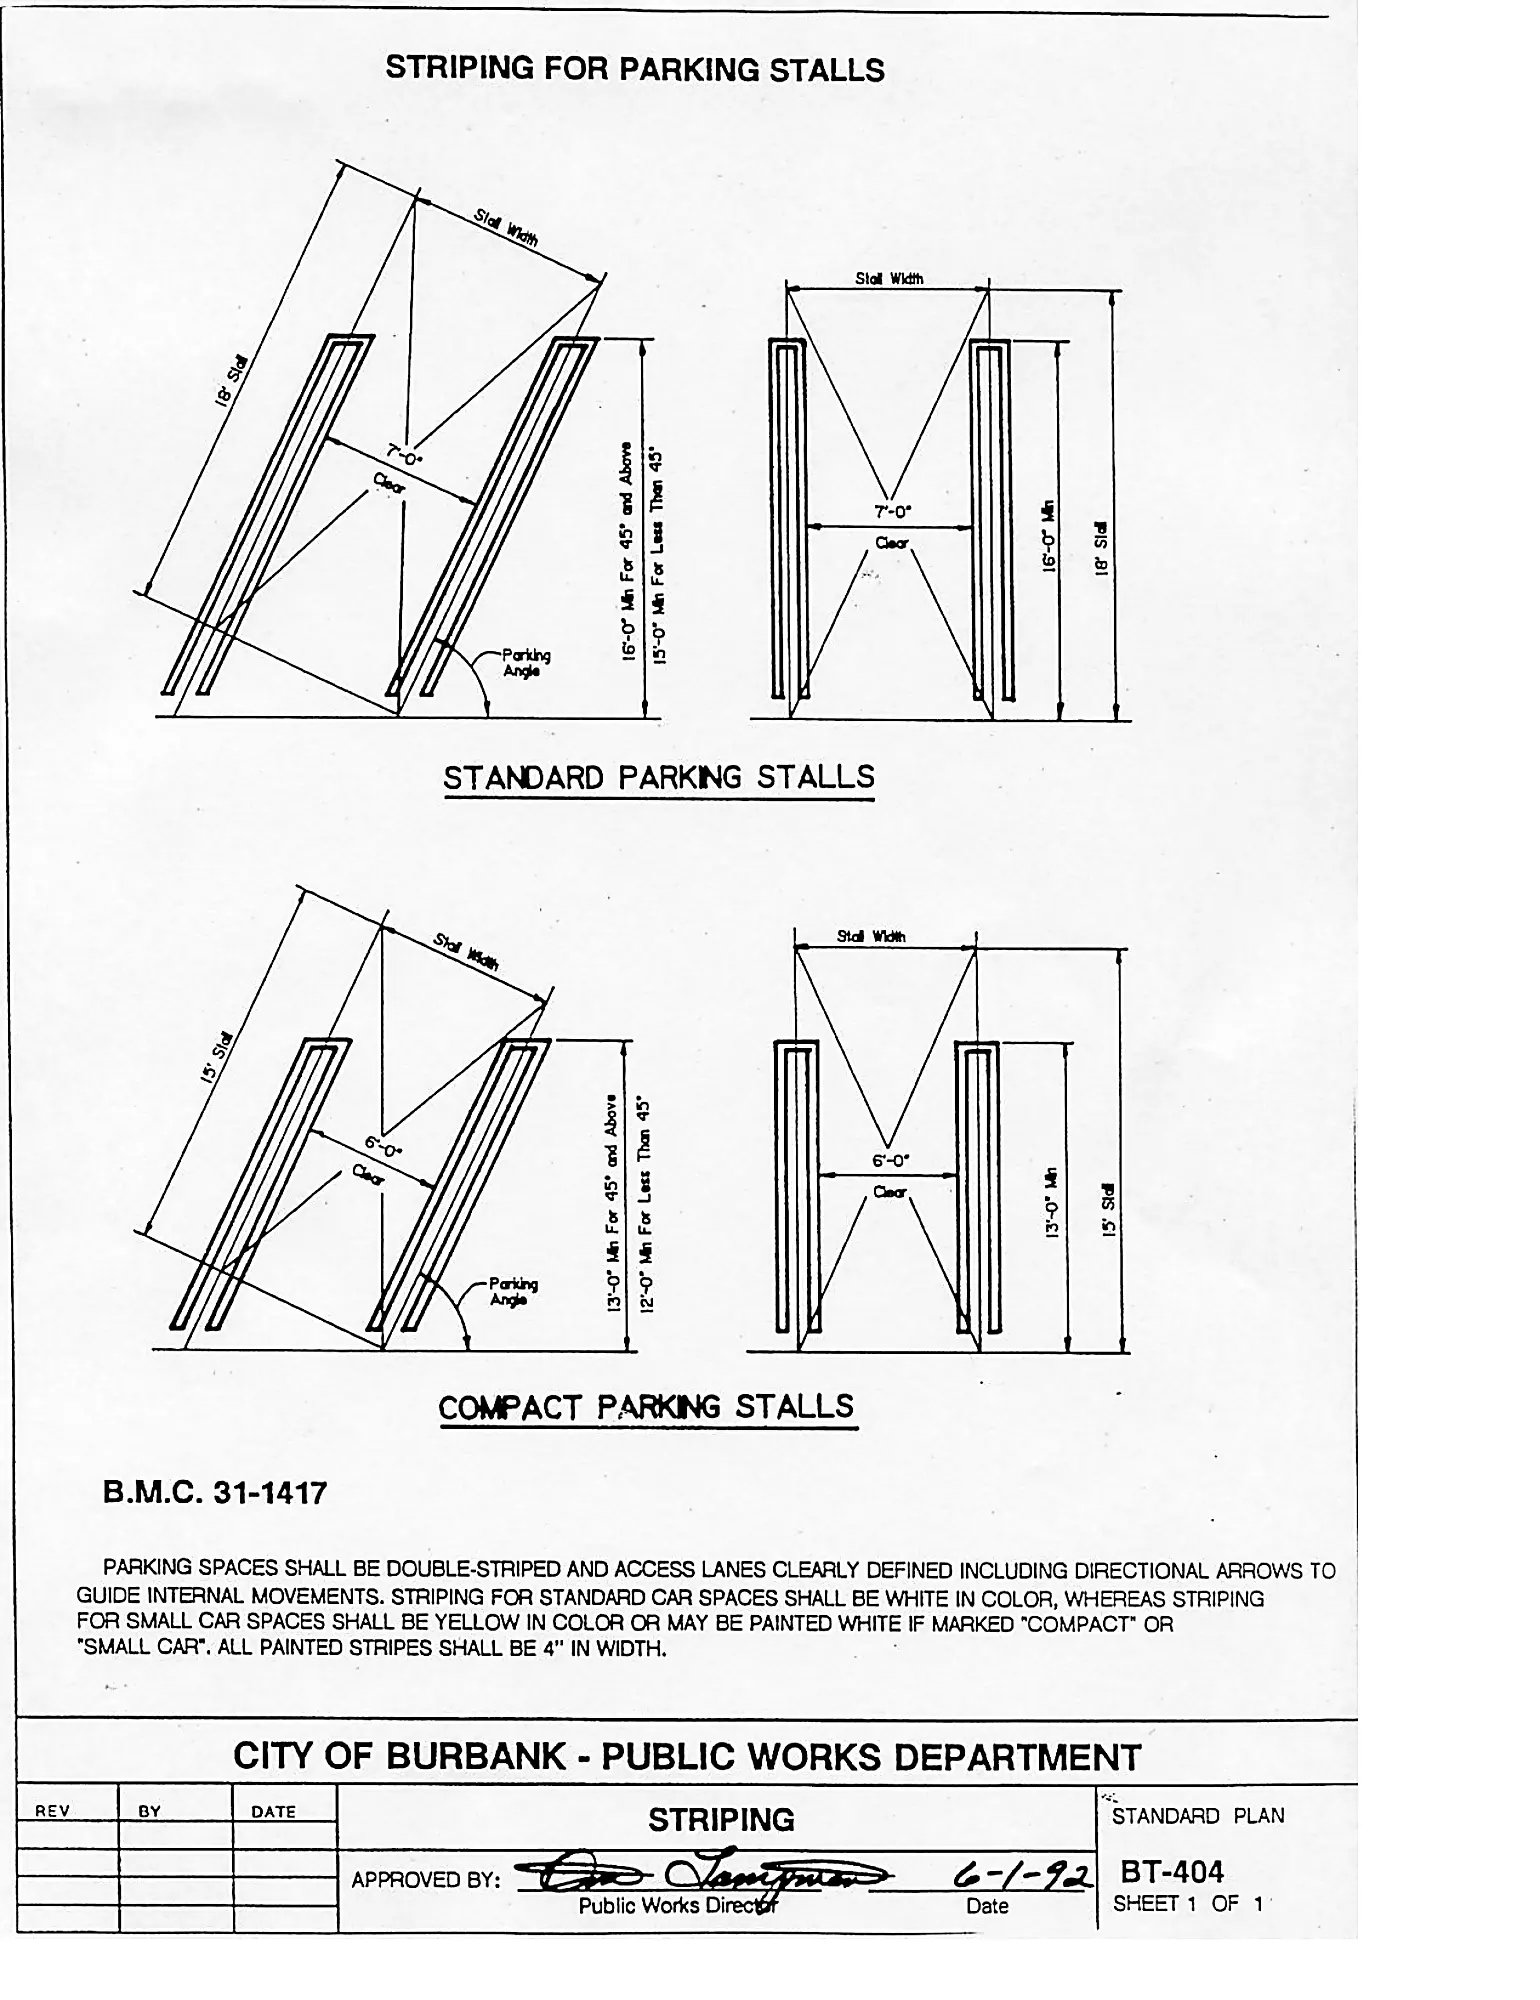 STRIPING FOR PARKING STALLS
Stall Width
18' Stall
7'-0"
Clear
16'-0" Min For 45° and Above
15'-0" Min For Less Than 45°
Parking
Angle
Stall Width
7'-0"
Clear
16'-0" Min
18' Stall
STANDARD PARKING STALLS
Stall Width
15' Stall
6'-0"
Clear
13'-0" Min For 45° and Above
12'-0" Min For Less Than 45°
Parking
Angle
Stall Width
6'-0"
Clear
13'-0" Min
15' Stall
COMPACT PARKING STALLS
B.M.C. 31-1417
PARKING SPACES SHALL BE DOUBLE-STRIPED AND ACCESS LANES CLEARLY DEFINED INCLUDING DIRECTIONAL ARROWS TO
GUIDE INTERNAL MOVEMENTS. STRIPING FOR STANDARD CAR SPACES SHALL BE WHITE IN COLOR, WHEREAS STRIPING
FOR SMALL CAR SPACES SHALL BE YELLOW IN COLOR OR MAY BE PAINTED WHITE IF MARKED "COMPACT" OR
"SMALL CAR". ALL PAINTED STRIPES SHALL BE 4" IN WIDTH.
CITY OF BURBANK - PUBLIC WORKS DEPARTMENT
REV BY DATE
STRIPING
APPROVED BY: 6-1-92
Public Works Director Date
STANDARD PLAN
BT-404
SHEET 1 OF 1